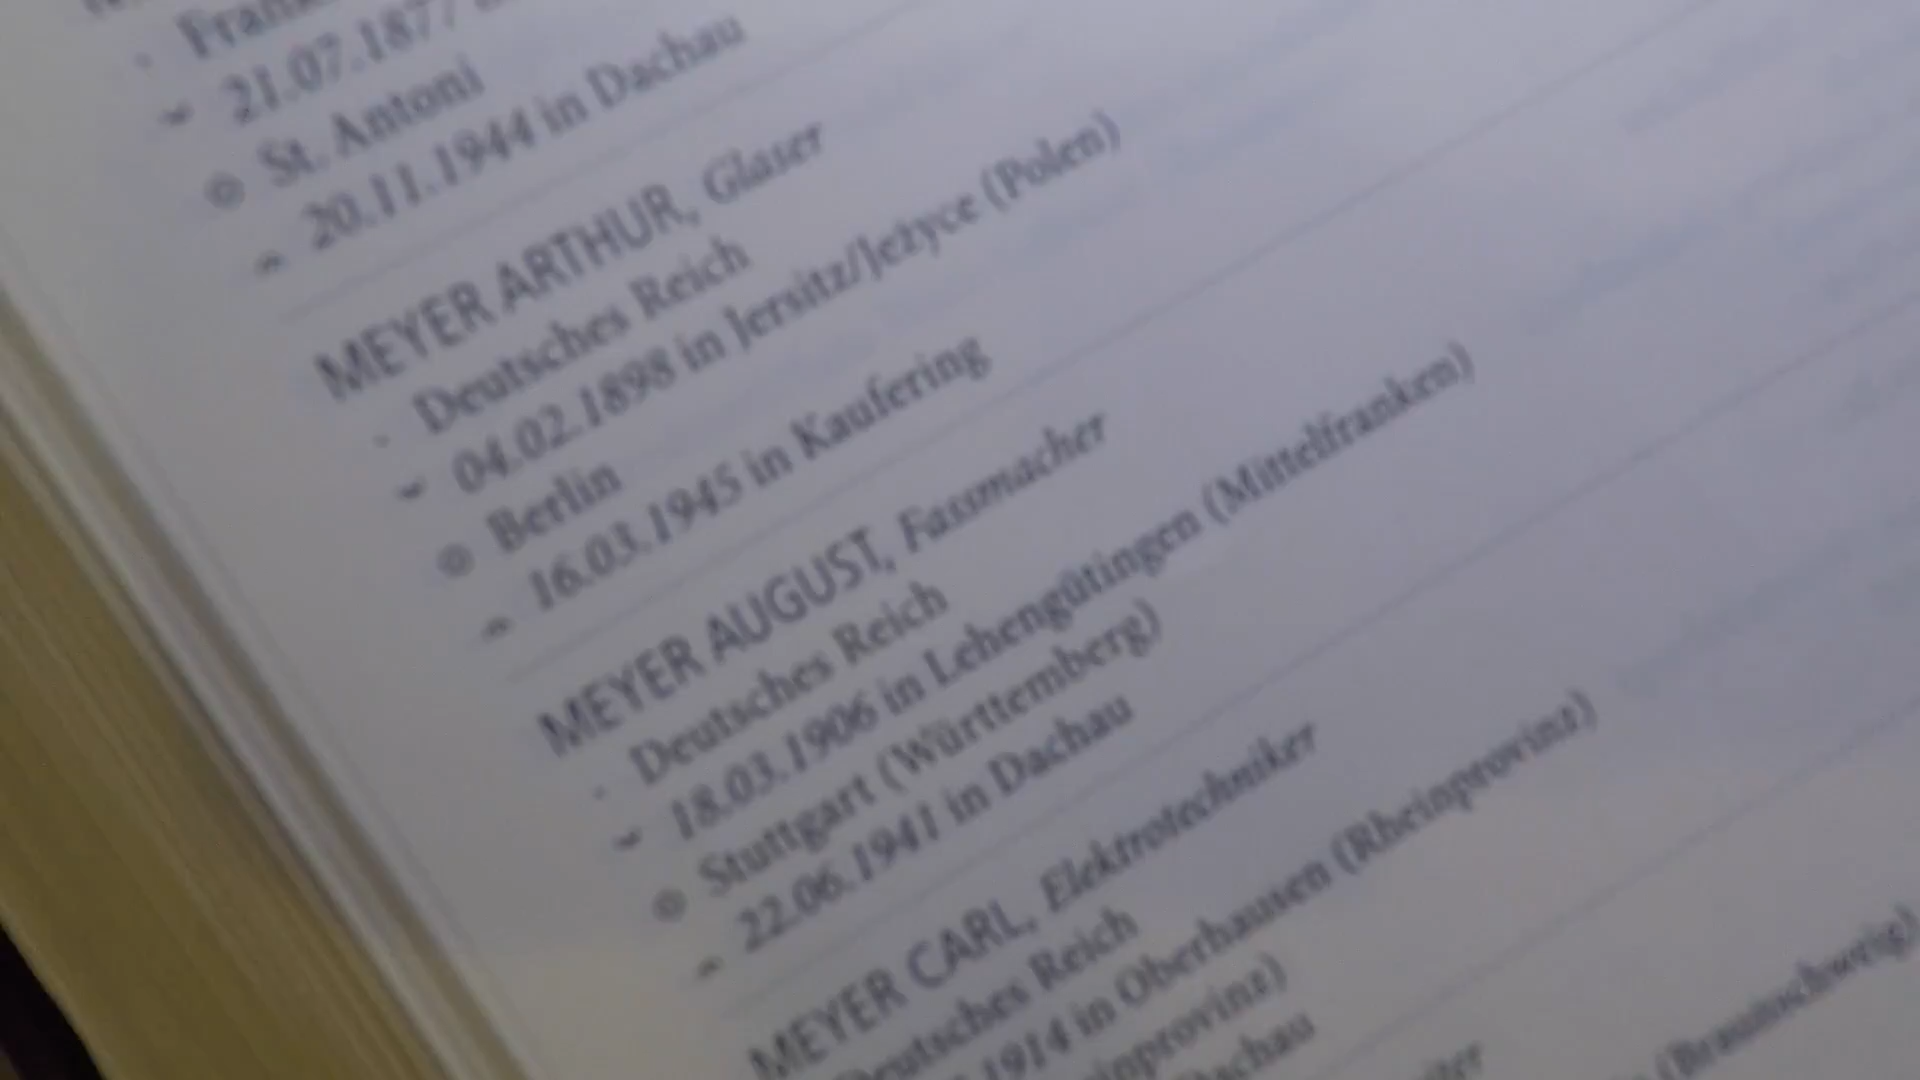 21.07.1877
St. Antoni
20.11.1944 in Dachau
MEYER ARTHUR, Glaser
Deutsches Reich
04.02.1898 in Jersitz/Jeżyce (Polen)
Berlin
16.03.1945 in Kaufering
MEYER AUGUST, Fassmacher
Deutsches Reich
18.03.1906 in Lehengütingen (Mittelfranken)
Stuttgart (Württemberg)
22.06.1941 in Dachau
MEYER CARL, Elektrotechniker
Deutsches Reich
1914 in Oberhausen (Rheinprovinz)
(Braunschweig)